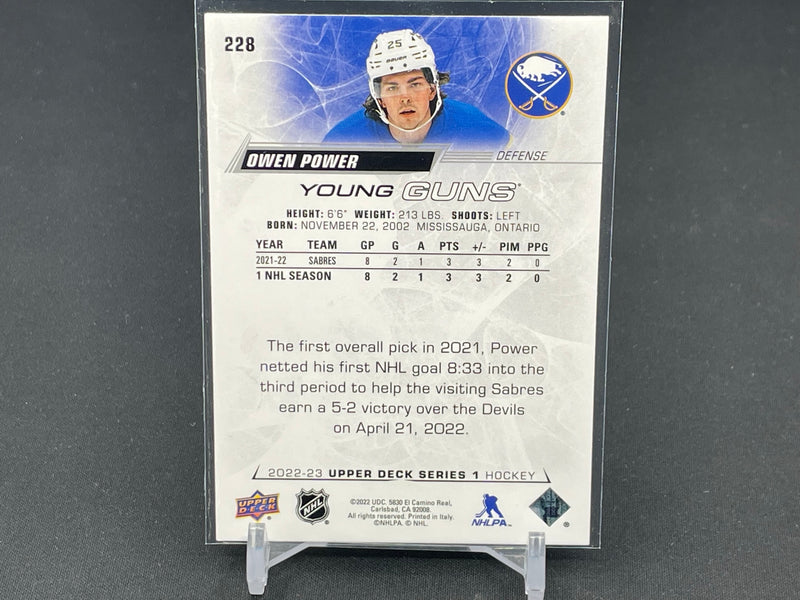 228
25
BAUER
OWEN POWER
DEFENSE
YOUNG GUNS®
HEIGHT: 6'6" WEIGHT: 213 LBS. SHOOTS: LEFT
BORN: NOVEMBER 22, 2002 MISSISSAUGA, ONTARIO
YEAR TEAM GP G A PTS +/- PIM PPG
2021-22 SABRES 8 2 1 3 3 2 0
1 NHL SEASON 8 2 1 3 3 2 0
The first overall pick in 2021, Power
netted his first NHL goal 8:33 into the
third period to help the visiting Sabres
earn a 5-2 victory over the Devils
on April 21, 2022.
2022-23 UPPER DECK SERIES 1 HOCKEY
UPPER DECK
NHL
©2022 UDC. 5830 El Camino Real,
Carlsbad, CA 92008.
All rights reserved. Printed in Italy.
©NHLPA. © NHL.
NHLPA